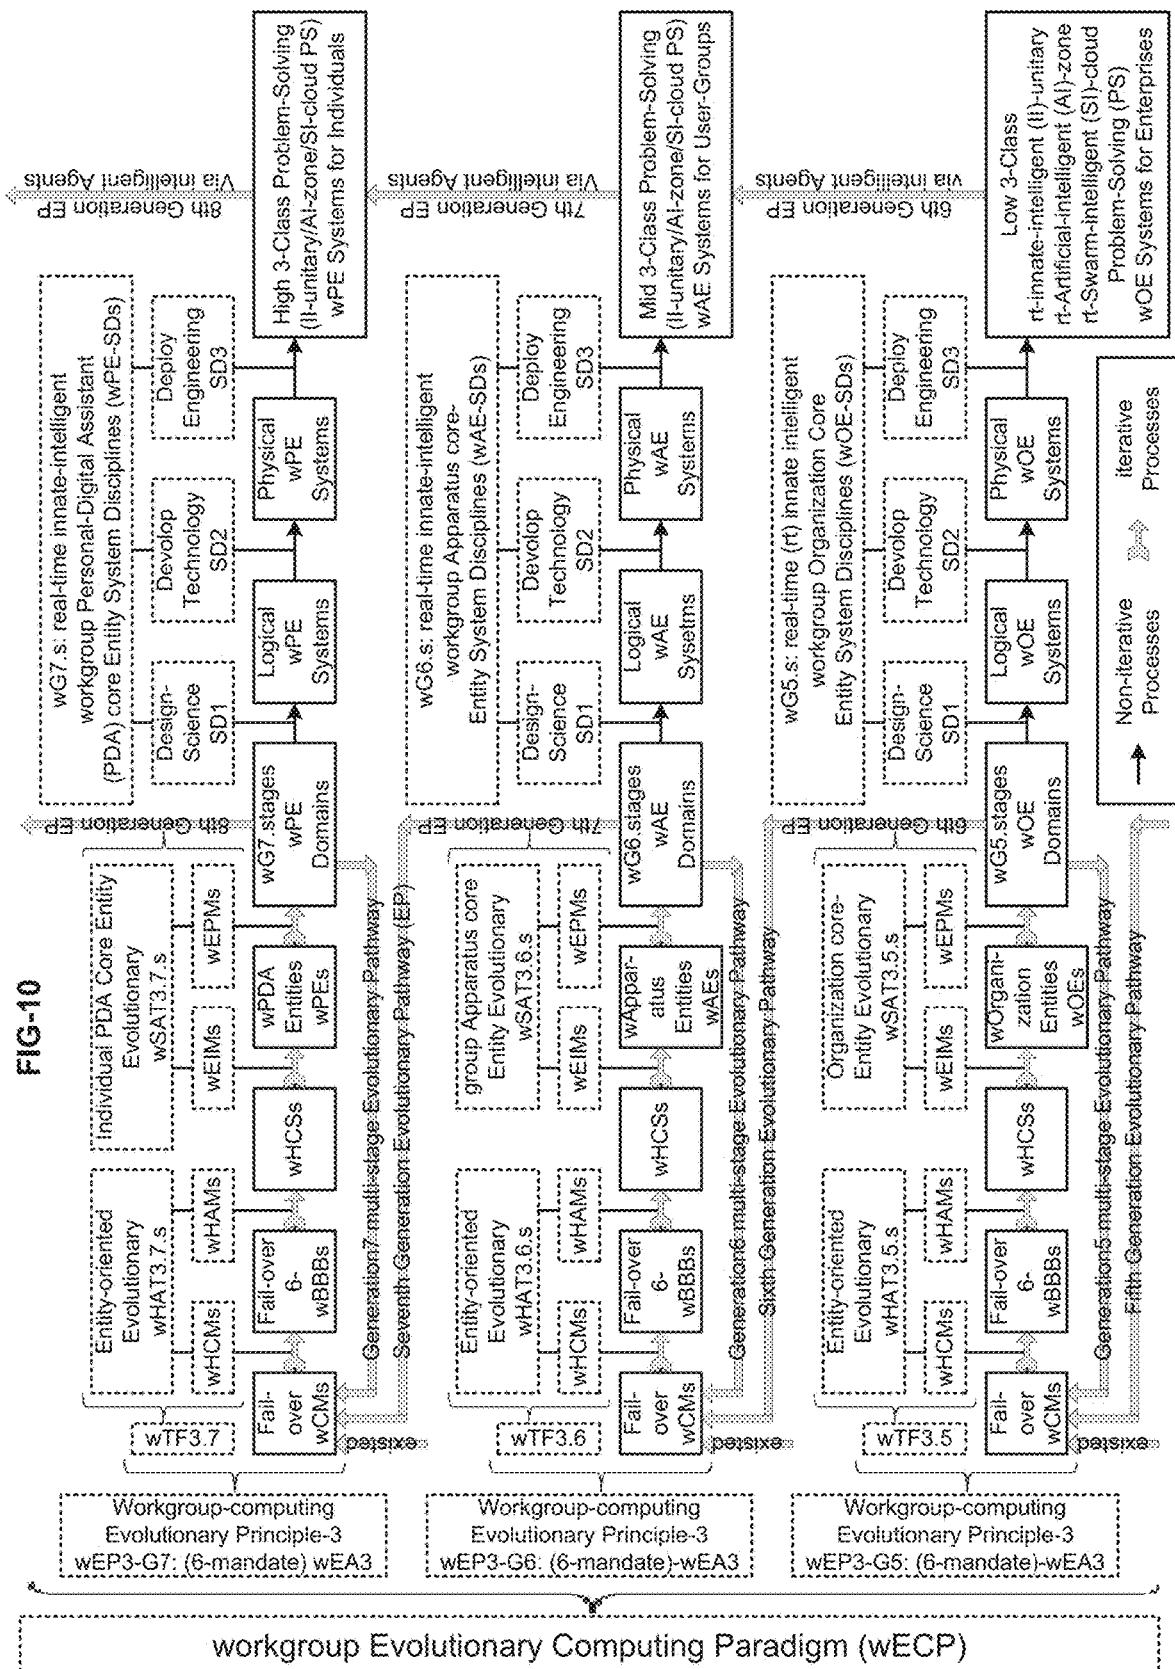 FIG-10
workgroup Evolutionary Computing Paradigm (wECP)
Workgroup-computing
Evolutionary Principle-3
wEP3-G7: (6-mandate) wEA3
wTF3.7
Entity-oriented
Evolutionary
wHAT3.7.s
wHCMs
wHAMs
Individual PDA Core Entity
Evolutionary
wSAT3.7.s
wEIMs
wEPMs
wG7.s: real-time innate-intelligent
workgroup Personal-Digital Assistant
(PDA) core Entity System Disciplines (wPE-SDs)
Design-
Science
SD1
Devolop
Technology
SD2
Deploy
Engineering
SD3
Fail-
over
wCMs
Fail-over
6-
wBBBs
wHCSs
wPDA
Entities
wPEs
wG7.stages
wPE
Domains
Logical
wPE
Systems
Physical
wPE
Systems
High 3-Class Problem-Solving
(II-unitary/AI-zone/SI-cloud PS)
wPE Systems for Individuals
8th Generation EP
Via intelligent Agents
8th Generation EP
Generation7 multi-stage Evolutionary Pathway
Seventh Generation Evolutionary Pathway (EP)
existed
Workgroup-computing
Evolutionary Principle-3
wEP3-G6: (6-mandate)-wEA3
wTF3.6
Entity-oriented
Evolutionary
wHAT3.6.s
wHCMs
wHAMs
group Apparatus core
Entity Evolutionary
wSAT3.6.s
wEIMs
wEPMs
wG6.s: real-time innate-intelligent
workgroup Apparatus core-
Entity System Disciplines (wAE-SDs)
Design-
Science
SD1
Devolop
Technology
SD2
Deploy
Engineering
SD3
Fail-
over
wCMs
Fail-over
6-
wBBBs
wHCSs
wAppar-
atus
Entities
wAEs
wG6.stages
wAE
Domains
Logical
wAE
Sysetms
Physical
wAE
Systems
Mid 3-Class Problem-Solving
(II-unitary/AI-zone/SI-cloud PS)
wAE Systems for User-Groups
7th Generation EP
Via intelligent Agents
7th Generation EP
Generation6 multi-stage Evolutionary Pathway
Sixth Generation Evolutionary Pathway
existed
Workgroup-computing
Evolutionary Principle-3
wEP3-G5: (6-mandate)-wEA3
wTF3.5
Entity-oriented
Evolutionary
wHAT3.5.s
wHCMs
wHAMs
Organization core-
Entity Evolutionary
wSAT3.5.s
wEIMs
wEPMs
wG5.s: real-time (rt) innate intelligent
workgroup Organization Core
Entity System Disciplines (wOE-SDs)
Design-
Science
SD1
Devolop
Technology
SD2
Deploy
Engineering
SD3
Fail-
over
wCMs
Fail-over
6-
wBBBs
wHCSs
wOrgani-
zation
Entities
wOEs
wG5.stages
wOE
Domains
Logical
wOE
Systems
Physical
wOE
Systems
Low 3-Class
rt-innate-intelligent (II)-unitary
rt-Artificial-intelligent (AI)-zone
rt-Swarm-intelligent (SI)-cloud
Problem-Solving (PS)
wOE Systems for Enterprises
6th Generation EP
via intelligent Agents
6th Generation EP
Generation5 multi-stage Evolutionary Pathway
Fifth Generation Evolutionary Pathway
existed
Non-iterative
Processes
iterative
Processes